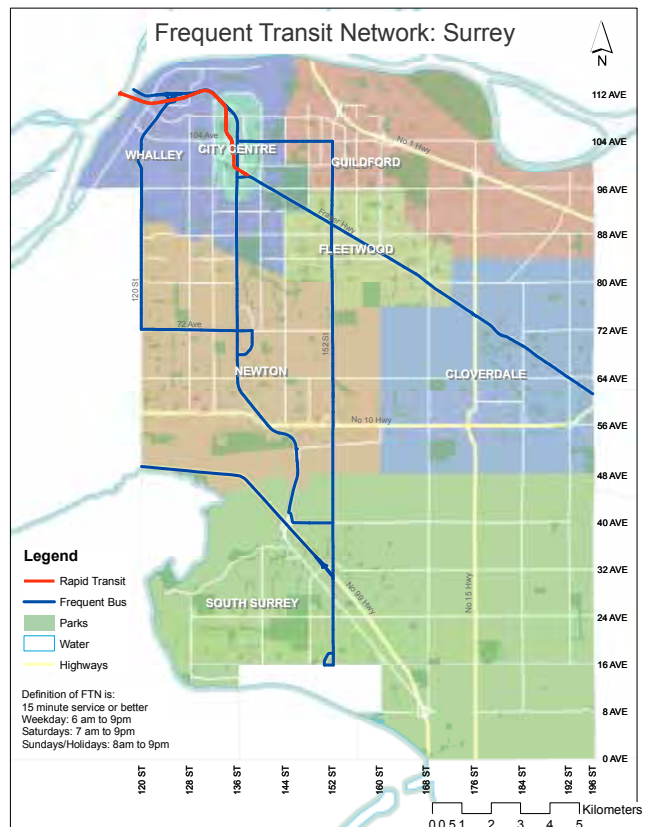 Frequent Transit Network: Surrey
N
112 AVE
104 Ave
104 AVE
WHALLEY
CITY CENTRE
GUILDFORD
No 1 Hwy
96 AVE
Fraser Hwy
88 AVE
FLEETWOOD
120 St
80 AVE
72 Ave
152 St
72 AVE
NEWTON
CLOVERDALE
64 AVE
No 10 Hwy
56 AVE
48 AVE
40 AVE
Legend
Rapid Transit
Frequent Bus
Parks
Water
Highways
32 AVE
No 99 Hwy
No 15 Hwy
SOUTH SURREY
24 AVE
16 AVE
Definition of FTN is:
15 minute service or better
Weekday: 6 am to 9pm
Saturdays: 7 am to 9pm
Sundays/Holidays: 8am to 9pm
8 AVE
0 AVE
120 ST
128 ST
136 ST
144 ST
152 ST
160 ST
168 ST
176 ST
184 ST
192 ST
196 ST
Kilometers
0 0.5 1 2 3 4 5